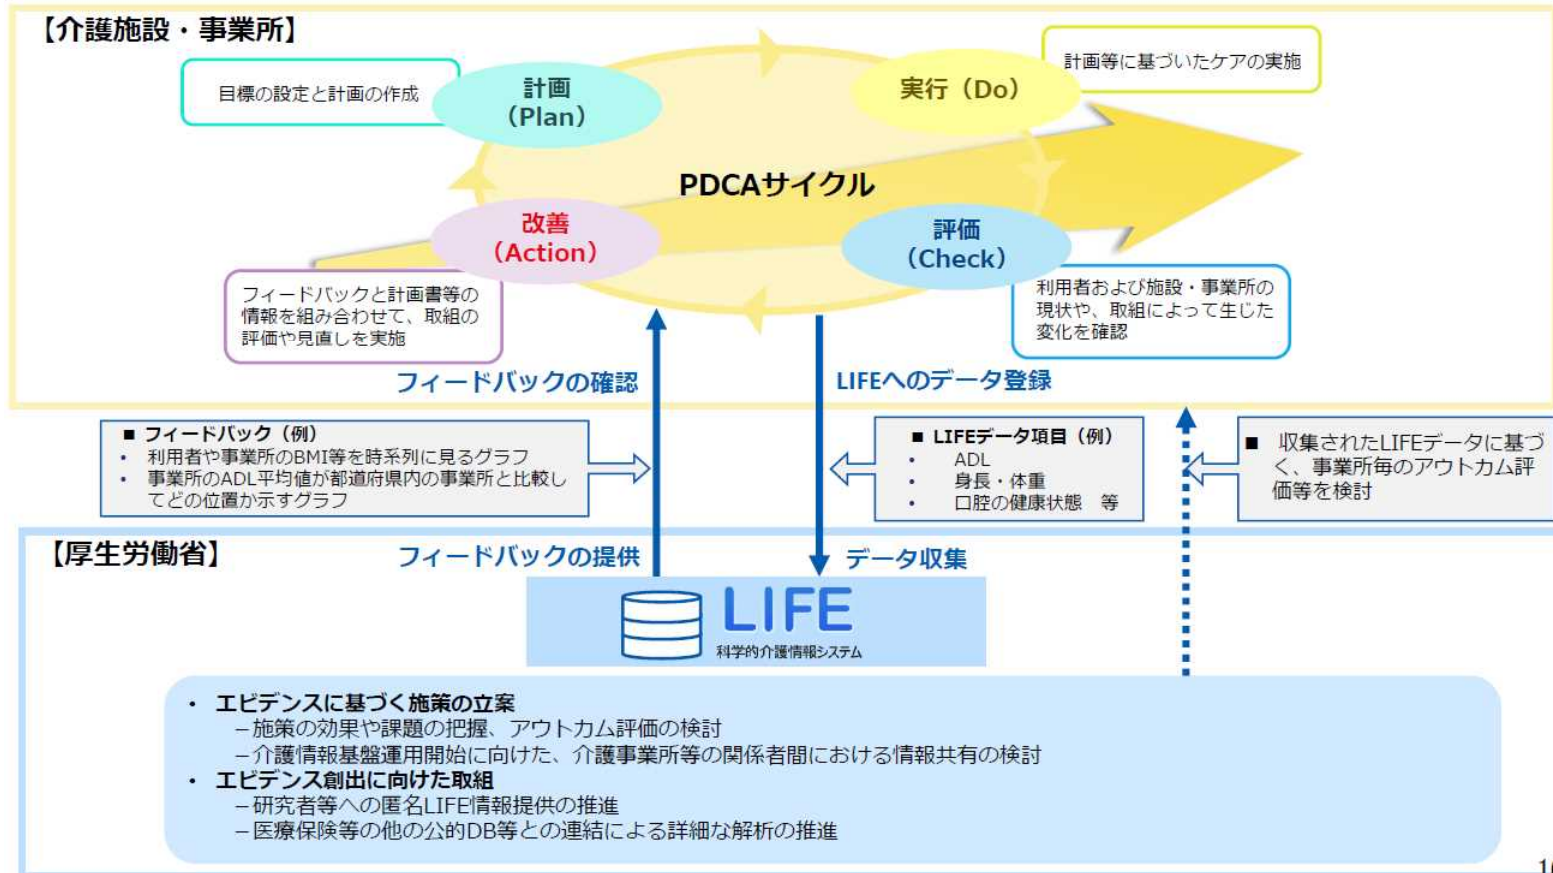 【介護施設・事業所】
目標の設定と計画の作成
計画
(Plan)
実行（Do）
計画等に基づいたケアの実施
PDCAサイクル
改善
（Action）
評価
（Check）
フィードバックと計画書等の
情報を組み合わせて、取組の
評価や見直しを実施
利用者および施設・事業所の
現状や、取組によって生じた
変化を確認
フィードバックの確認
LIFEへのデータ登録
■ フィードバック（例）
• 利用者や事業所のBMI等を時系列に見るグラフ
• 事業所のADL平均値が都道府県内の事業所と比較し
てどの位置か示すグラフ
■ LIFEデータ項目（例）
• ADL
• 身長・体重
• 口腔の健康状態　等
■ 収集されたLIFEデータに基づ
く、事業所毎のアウトカム評
価等を検討
【厚生労働省】
フィードバックの提供
データ収集
LIFE
科学的介護情報システム
• エビデンスに基づく施策の立案
－施策の効果や課題の把握、アウトカム評価の検討
－介護情報基盤運用開始に向けた、介護事業所等の関係者間における情報共有の検討
• エビデンス創出に向けた取組
－研究者等への匿名LIFE情報提供の推進
－医療保険等の他の公的DB等との連結による詳細な解析の推進